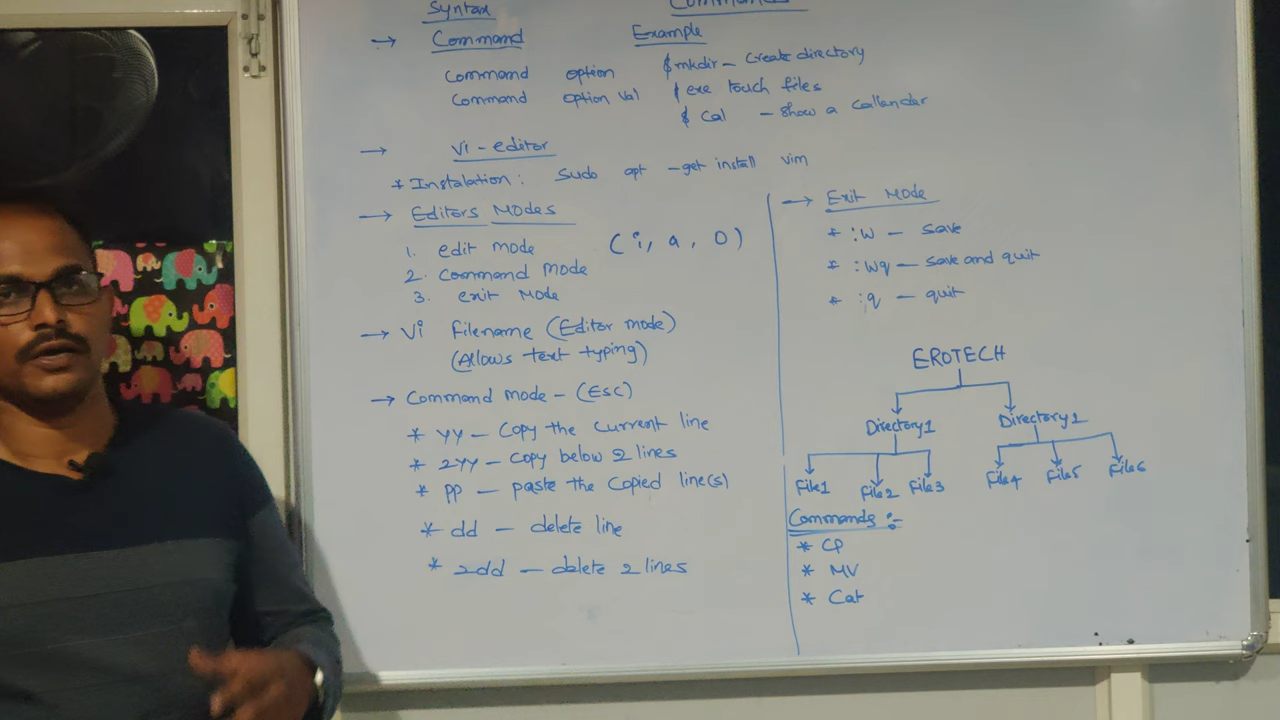 Syntax
→ Command Example
Command option $mkdir - Create directory
Command option Val $ exe touch files
$ Cal - Show a Callendar
→ Vi - editor
* Instalation: Sudo apt -get install vim
→ Editors Modes
1. edit mode (i, a, O)
2. Command Mode
3. exit Mode
→ Vi Filename (Editor mode)
(Allows text typing)
→ Command mode - (Esc)
* YY - Copy the Current line
* 2YY - Copy below 2 lines
* PP - paste the Copied line(s)
* dd - delete line
* 2dd - delete 2 lines
→ Exit Mode
* :W - Save
* :Wq - Save and quit
* :q - quit
EROTECH
Directory1 Directory2
File1 File2 File3 File4 File5 File6
Commands :-
* CP
* MV
* Cat